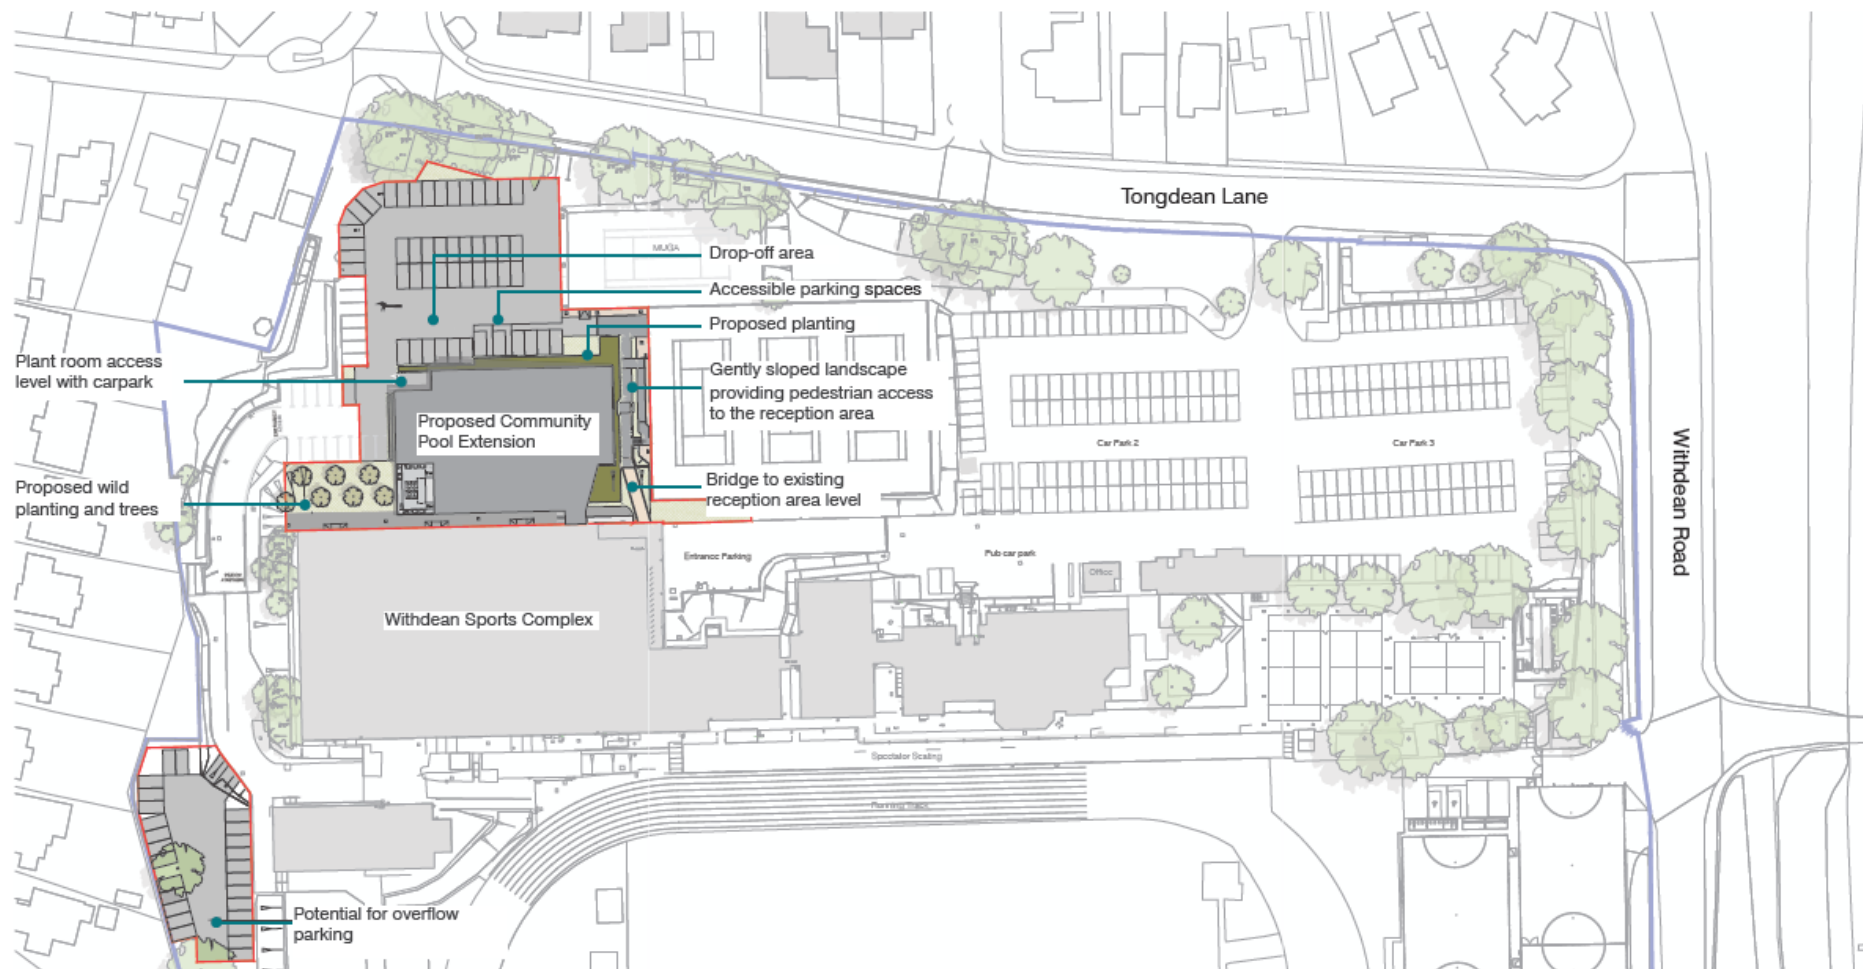 Tongdean Lane
MUGA
Drop-off area
Accessible parking spaces
Proposed planting
Plant room access
level with carpark
Gently sloped landscape
providing pedestrian access
to the reception area
Proposed Community
Pool Extension
Car Park 2
Car Park 3
Withdean Road
Bridge to existing
reception area level
Proposed wild
planting and trees
Entrance Parking
Pub car park
Office
Withdean Sports Complex
Spectator Seating
Running Track
Potential for overflow
parking